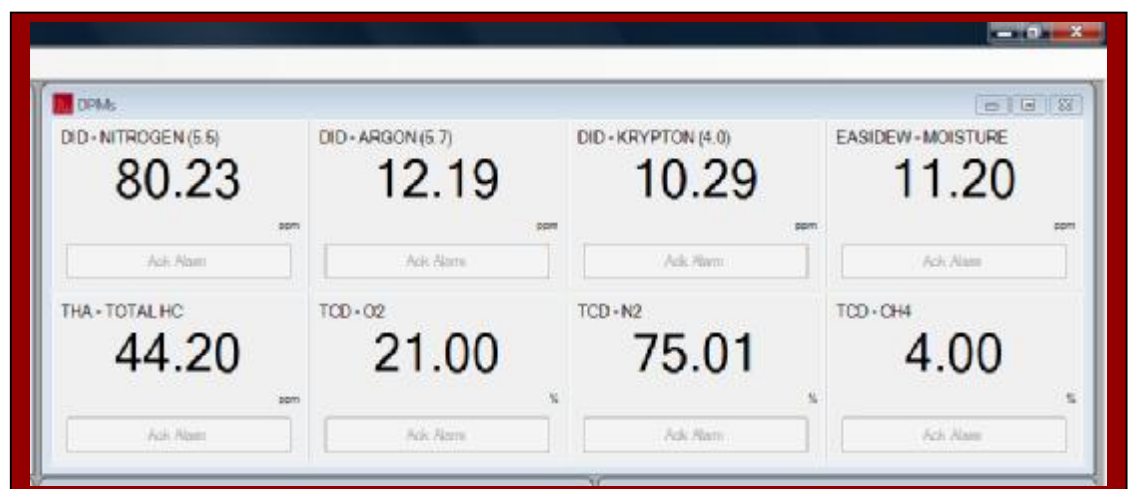 DPMs
DID - NITROGEN (5.5) DID - ARGON (5.7) DID - KRYPTON (4.0) EASIDEW - MOISTURE
80.23 12.19 10.29 11.20
ppm ppm ppm ppm
Ack Alarm Ack Alarm Ack Alarm Ack Alarm
THA - TOTAL HC TCD - O2 TCD - N2 TCD - CH4
44.20 21.00 75.01 4.00
ppm % % %
Ack Alarm Ack Alarm Ack Alarm Ack Alarm